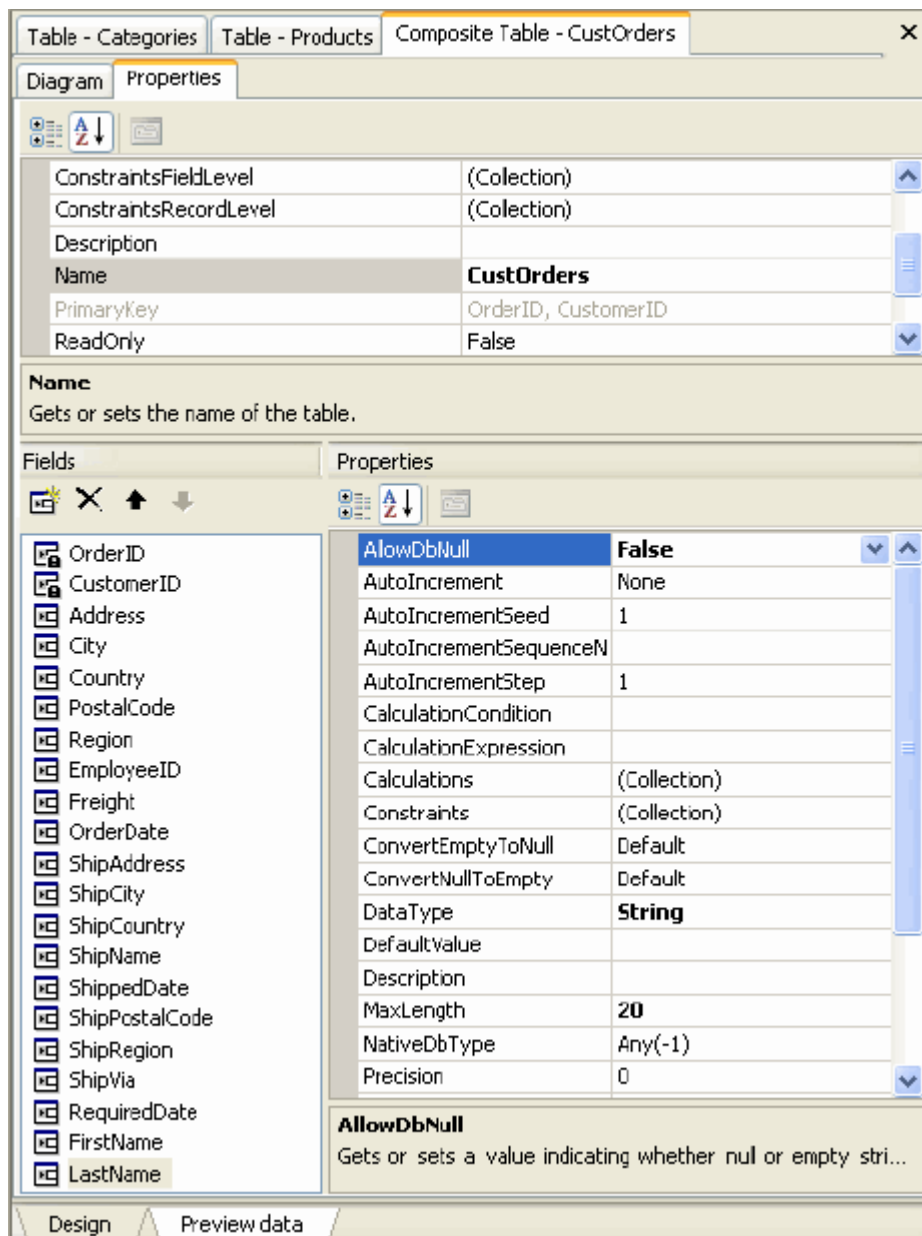 Table - Categories Table - Products Composite Table - CustOrders
Diagram Properties
ConstraintsFieldLevel (Collection)
ConstraintsRecordLevel (Collection)
Description
Name CustOrders
PrimaryKey OrderID, CustomerID
ReadOnly False
Name
Gets or sets the name of the table.
Fields
OrderID
CustomerID
Address
City
Country
PostalCode
Region
EmployeeID
Freight
OrderDate
ShipAddress
ShipCity
ShipCountry
ShipName
ShippedDate
ShipPostalCode
ShipRegion
ShipVia
RequiredDate
FirstName
LastName
Properties
AlowDbNull False
AutoIncrement None
AutoIncrementSeed 1
AutoIncrementSequenceN
AutoIncrementStep 1
CalculationCondition
CalculationExpression
Calculations (Collection)
Constraints (Collection)
ConvertEmptyToNull Default
ConvertNullToEmpty Default
DataType String
DefaultValue
Description
MaxLength 20
NativeDbType Any(-1)
Precision 0
AllowDbNull
Gets or sets a value indicating whether null or empty stri...
Design Preview data